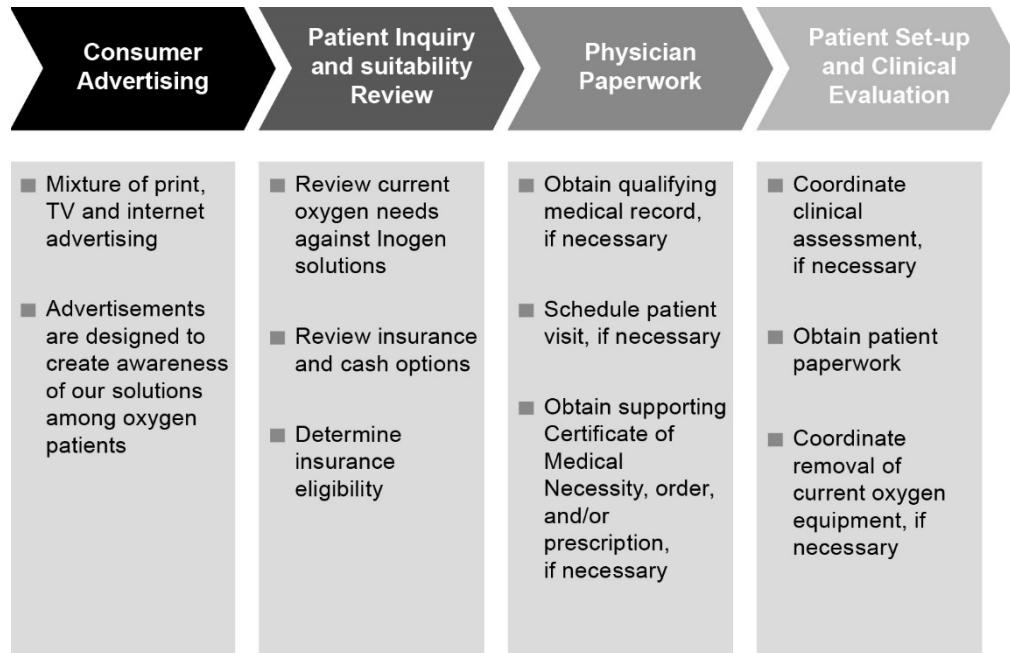 Consumer
Advertising
Patient Inquiry
and suitability
Review
Physician
Paperwork
Patient Set-up
and Clinical
Evaluation
Mixture of print,
TV and internet
advertising
Advertisements
are designed to
create awareness
of our solutions
among oxygen
patients
Review current
oxygen needs
against Inogen
solutions
Review insurance
and cash options
Determine
insurance
eligibility
Obtain qualifying
medical record,
if necessary
Schedule patient
visit, if necessary
Obtain supporting
Certificate of
Medical
Necessity, order,
and/or
prescription,
if necessary
Coordinate
clinical
assessment,
if necessary
Obtain patient
paperwork
Coordinate
removal of
current oxygen
equipment, if
necessary